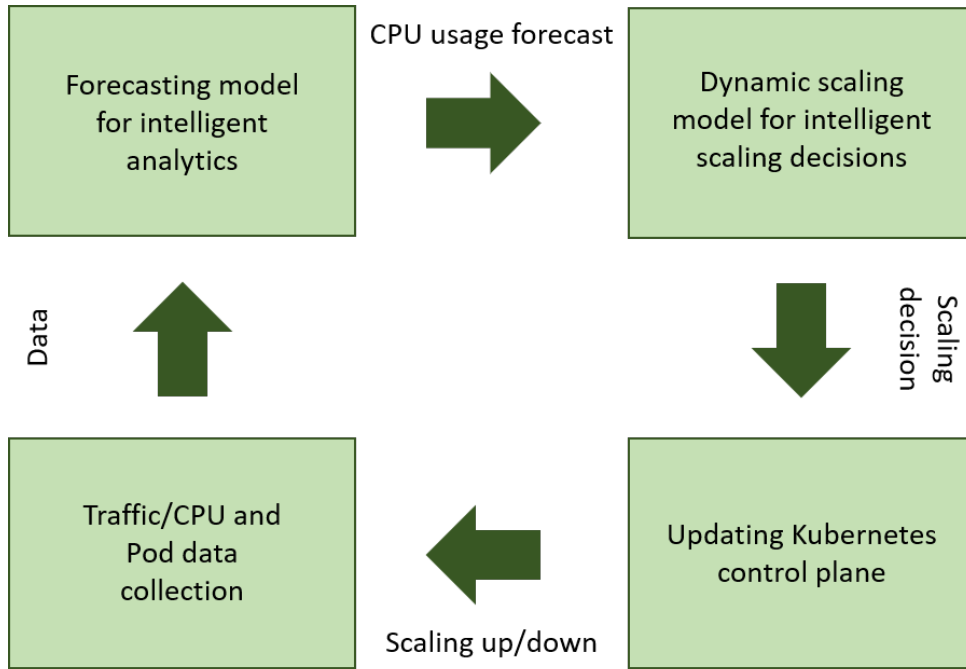 CPU usage forecast
Forecasting model
for intelligent
analytics
Dynamic scaling
model for intelligent
scaling decisions
Data
Scaling
decision
Traffic/CPU and
Pod data
collection
Updating Kubernetes
control plane
Scaling up/down